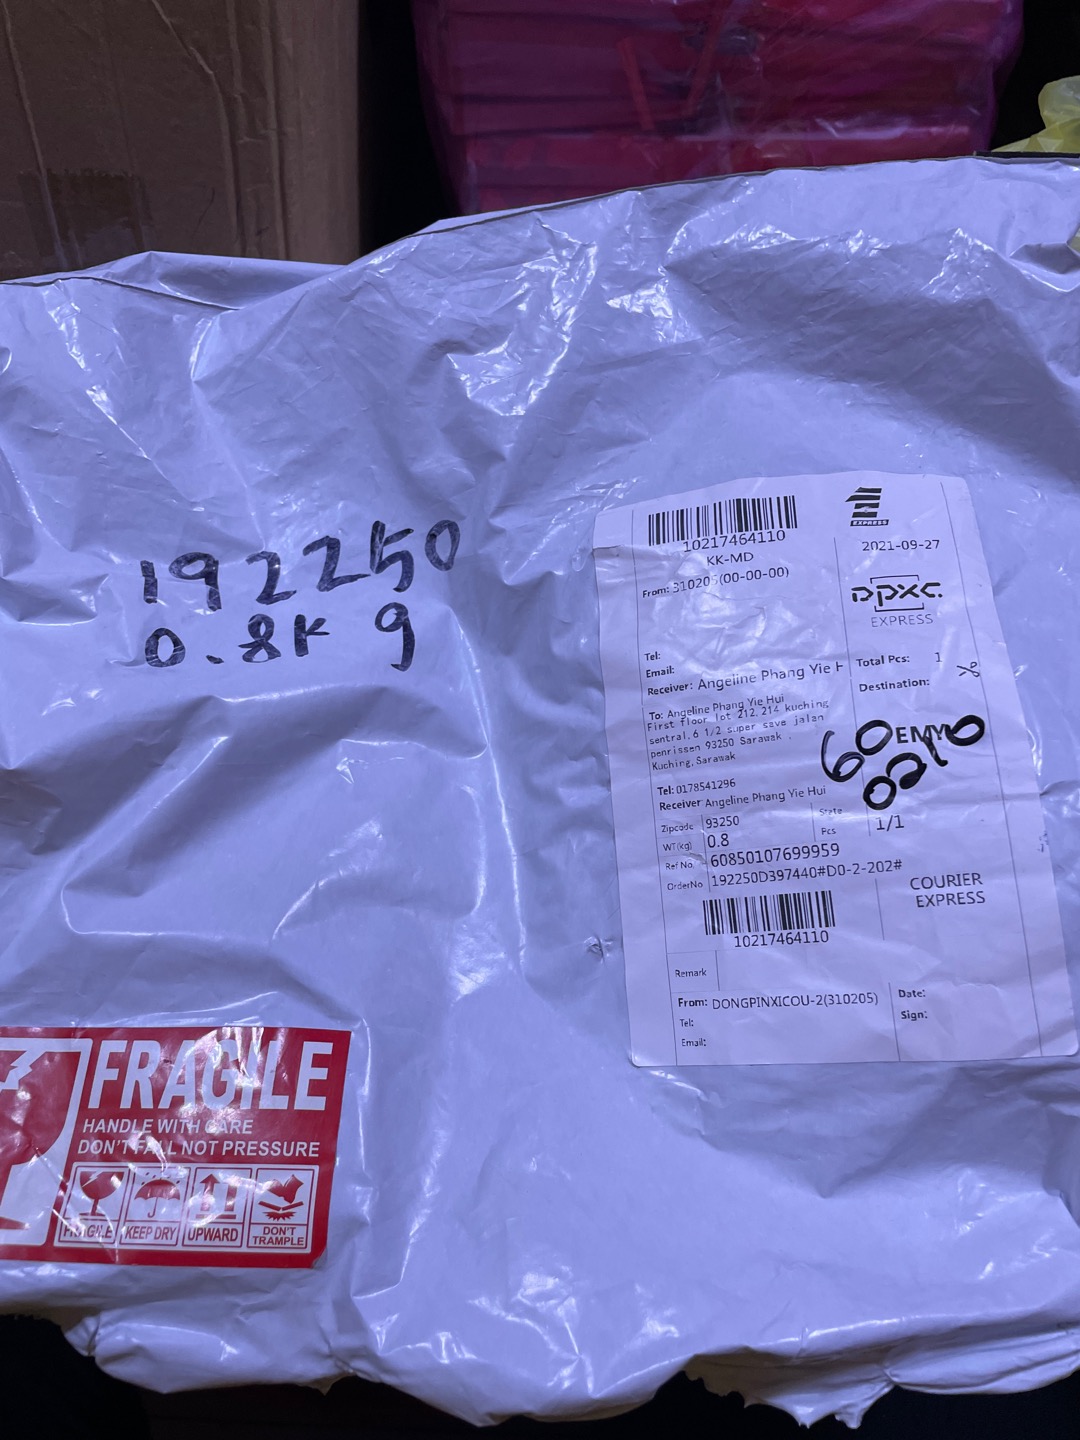 192250
0.8kg
10217464110
KK-MD
From: 310205(00-00-00)
EXPRESS
2021-09-27
DPXC.
EXPRESS
Tel:
Email:
Receiver: Angeline Phang Yie H
Total Pcs: 1
Destination:
To: Angeline Phang Yie Hui
First floor lot 212.214 kuching
sentral.6 1/2 super save jalan
penrissen 93250 Sarawak .
Kuching, Sarawak
60EMY
Tel: 0178541296
Receiver Angeline Phang Yie Hui
Zipcode 93250 State
WT(kg) 0.8 Pcs 1/1
Ref No. 60850107699959
OrderNo 192250D397440#D0-2-202#
COURIER
EXPRESS
10217464110
Remark
From: DONGPINXICOU-2(310205)
Date:
Tel:
Sign:
Email:
FRAGILE
HANDLE WITH CARE
DON'T FALL NOT PRESSURE
FRAGILE KEEP DRY UPWARD DON'T TRAMPLE